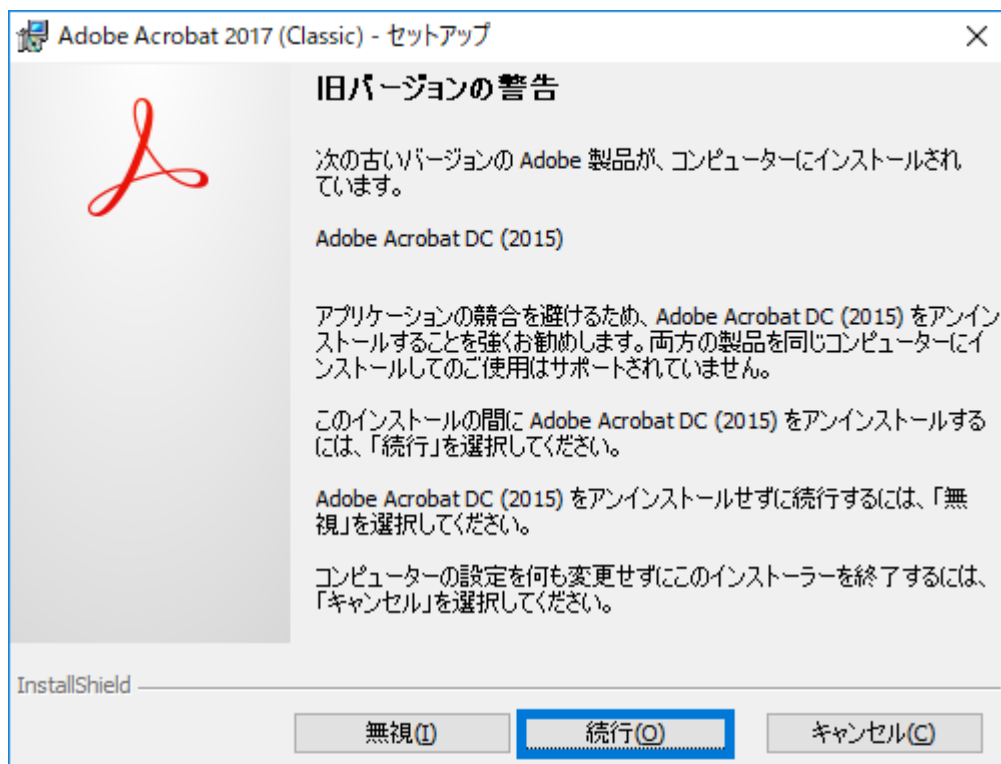 Adobe Acrobat 2017 (Classic) - セットアップ
旧バージョンの警告
次の古いバージョンの Adobe 製品が、コンピューターにインストールされ
ています。
Adobe Acrobat DC (2015)
アプリケーションの競合を避けるため、Adobe Acrobat DC (2015) をアンイン
ストールすることを強くお勧めします。両方の製品を同じコンピューターにイ
ンストールしてのご使用はサポートされていません。
このインストールの間に Adobe Acrobat DC (2015) をアンインストールする
には、「続行」を選択してください。
Adobe Acrobat DC (2015) をアンインストールせずに続行するには、「無
視」を選択してください。
コンピューターの設定を何も変更せずにこのインストーラーを終了するには、
「キャンセル」を選択してください。
InstallShield
無視(I)
続行(O)
キャンセル(C)